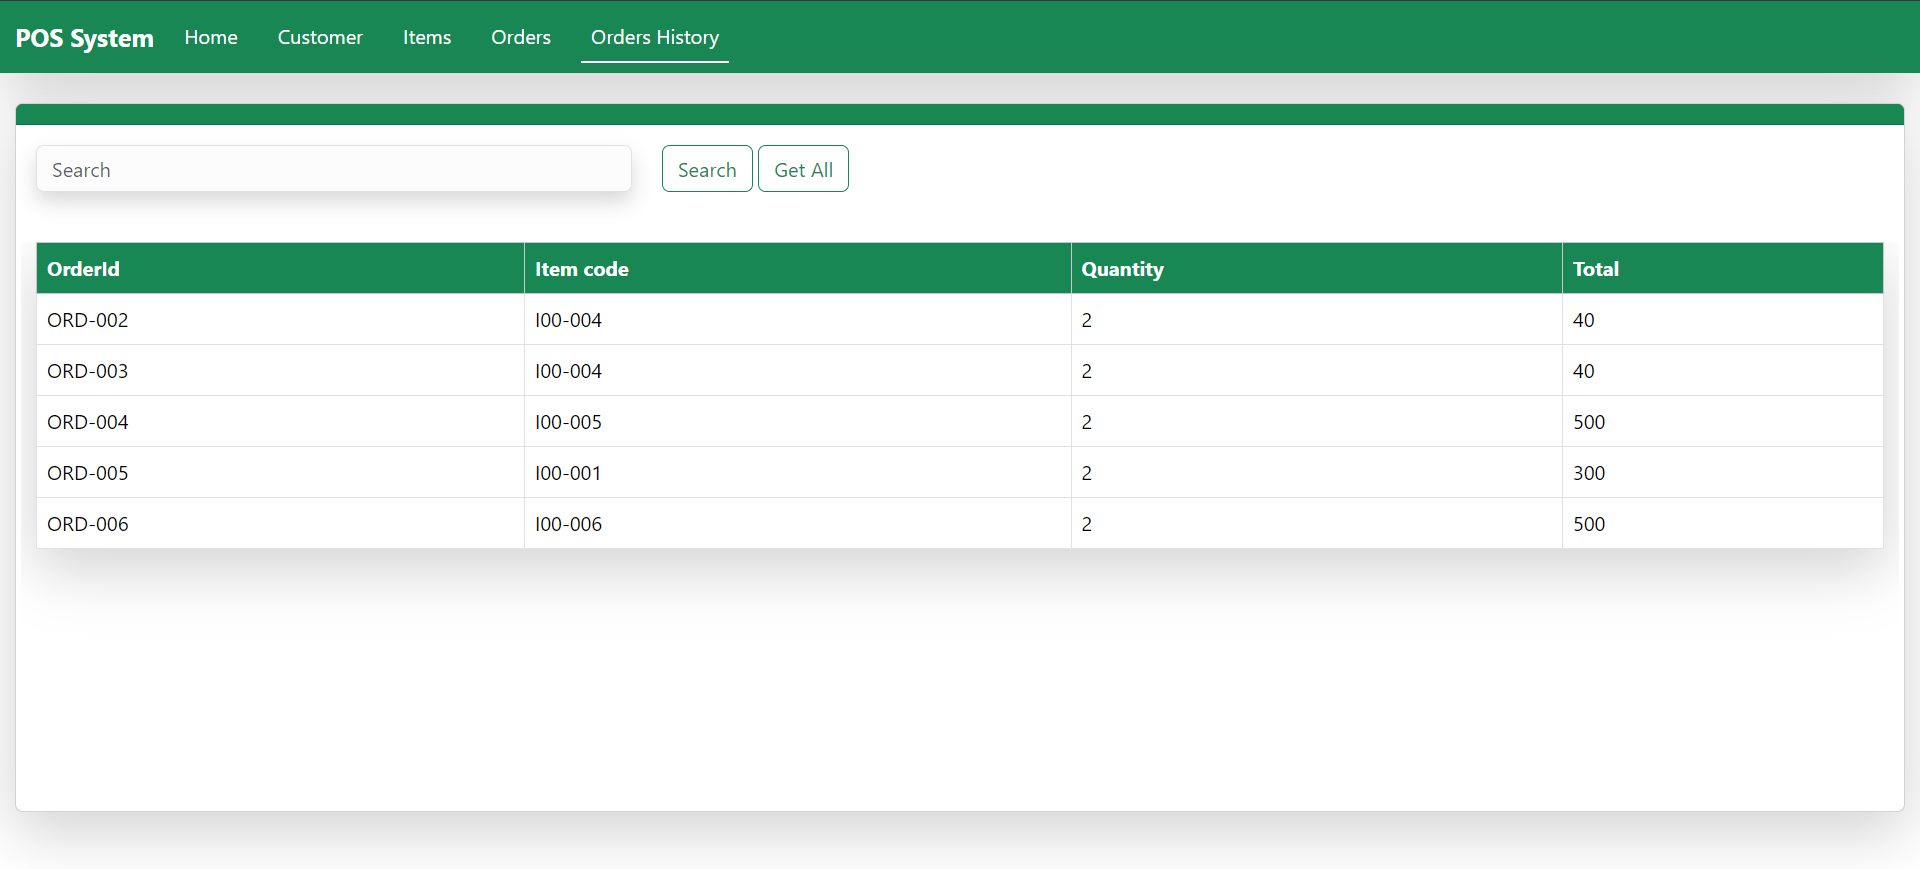 POS System Home Customer Items Orders Orders History
Search Search Get All
OrderId Item code Quantity Total
ORD-002 I00-004 2 40
ORD-003 I00-004 2 40
ORD-004 I00-005 2 500
ORD-005 I00-001 2 300
ORD-006 I00-006 2 500